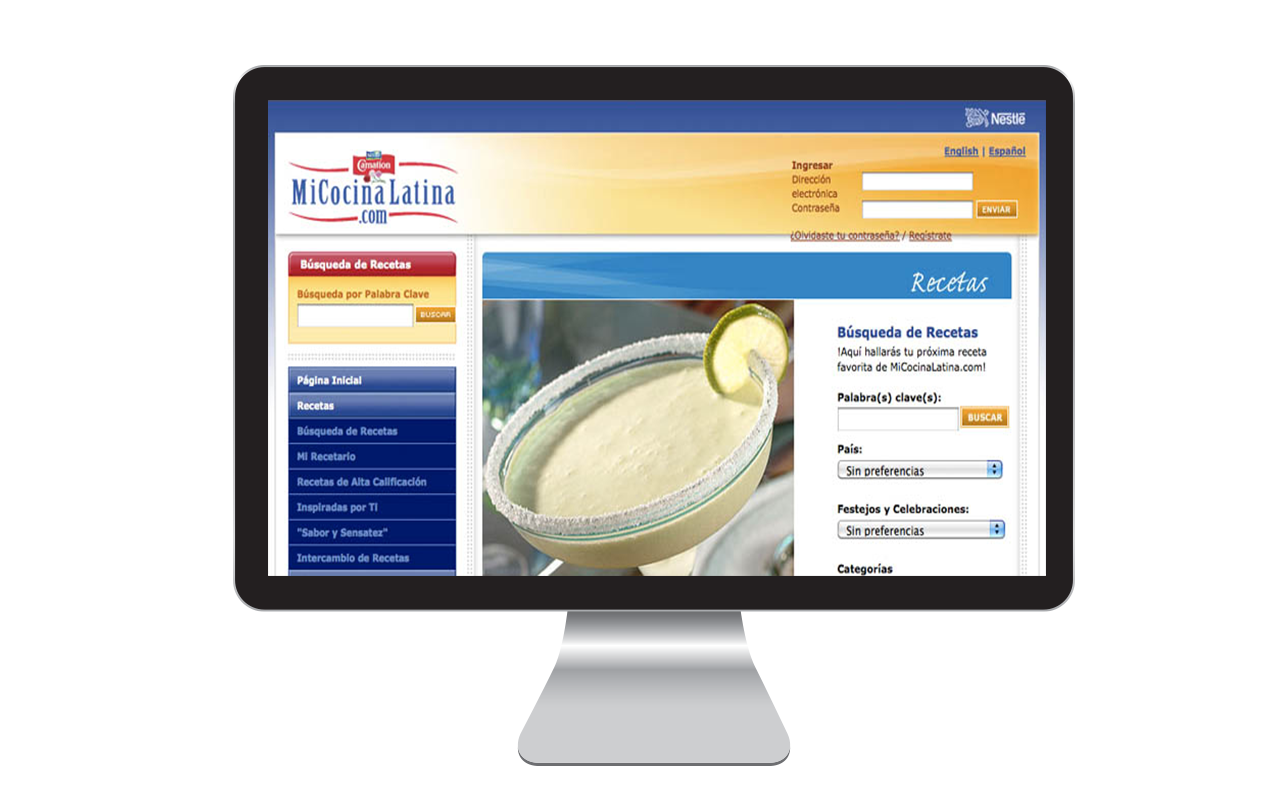 Nestlé
English | Español
Carnation
MiCocinaLatina
.com
Ingresar
Dirección
electrónica
Contraseña
ENVIAR
¿Olvidaste tu contraseña? / Regístrate
Búsqueda de Recetas
Búsqueda por Palabra Clave
BUSCAR
Página Inicial
Recetas
Búsqueda de Recetas
Mi Recetario
Recetas de Alta Calificación
Inspiradas por Ti
"Sabor y Sensatez"
Intercambio de Recetas
Recetas
Búsqueda de Recetas
!Aquí hallarás tu próxima receta
favorita de MiCocinaLatina.com!
Palabra(s) clave(s):
BUSCAR
País:
Sin preferencias
Festejos y Celebraciones:
Sin preferencias
Categorías